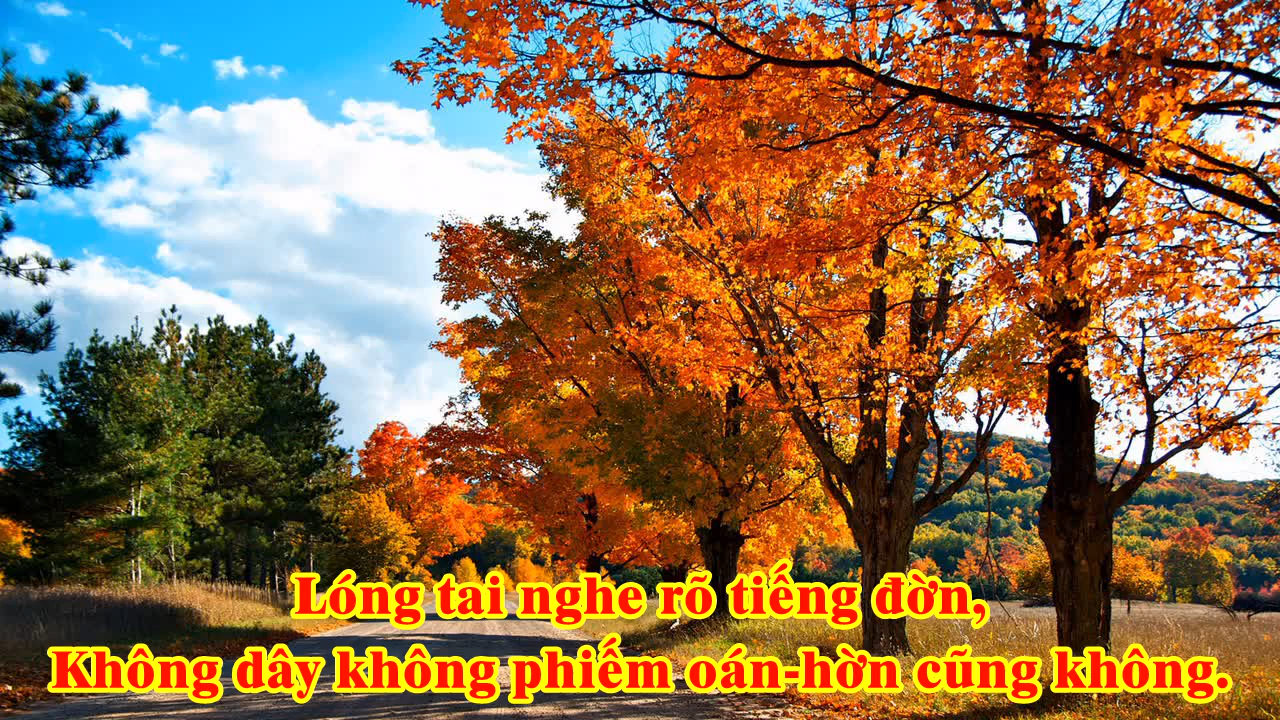 Lóng tai nghe rõ tiếng đờn,
Không dây không phiếm oán-hờn cũng không.